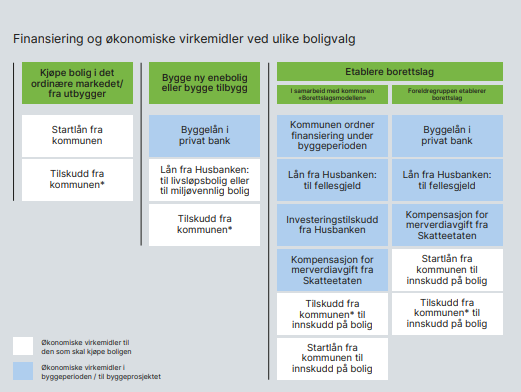 Finansiering og økonomiske virkemidler ved ulike boligvalg
Kjøpe bolig i det
ordinære markedet/
fra utbygger
Startlån fra
kommunen
Tilskudd fra
kommunen*
Bygge ny enebolig
eller bygge tilbygg
Byggelån i
privat bank
Lån fra Husbanken:
til livsløpsbolig eller
til miljøvennlig bolig
Tilskudd fra
kommunen*
Etablere borettslag
I samarbeid med kommunen
«Borettslagsmodellen»
Kommunen ordner
finansiering under
byggeperioden
Lån fra Husbanken:
til fellesgjeld
Investeringstilskudd
fra Husbanken
Kompensasjon for
merverdiavgift fra
Skatteetaten
Tilskudd fra
kommunen* til
innskudd på bolig
Startlån fra
kommunen til
innskudd på bolig
Foreldregruppen etablerer
borettslag
Byggelån i
privat bank
Lån fra Husbanken:
til fellesgjeld
Kompensasjon for
merverdiavgift fra
Skatteetaten
Startlån fra
kommunen til
innskudd på bolig
Tilskudd fra
kommunen* til
innskudd på bolig
Økonomiske virkemidler til
den som skal kjøpe boligen
Økonomiske virkemidler i
byggeperioden / til byggeprosjektet